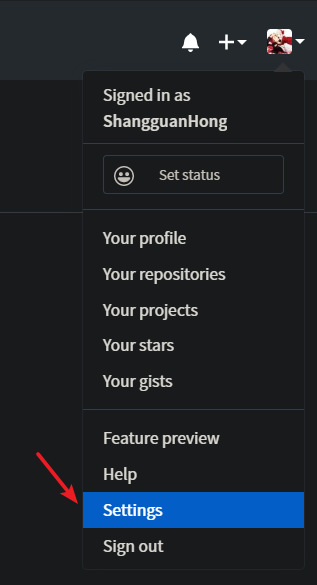 Signed in as
ShangguanHong
Set status
Your profile
Your repositories
Your projects
Your stars
Your gists
Feature preview
Help
Settings
Sign out